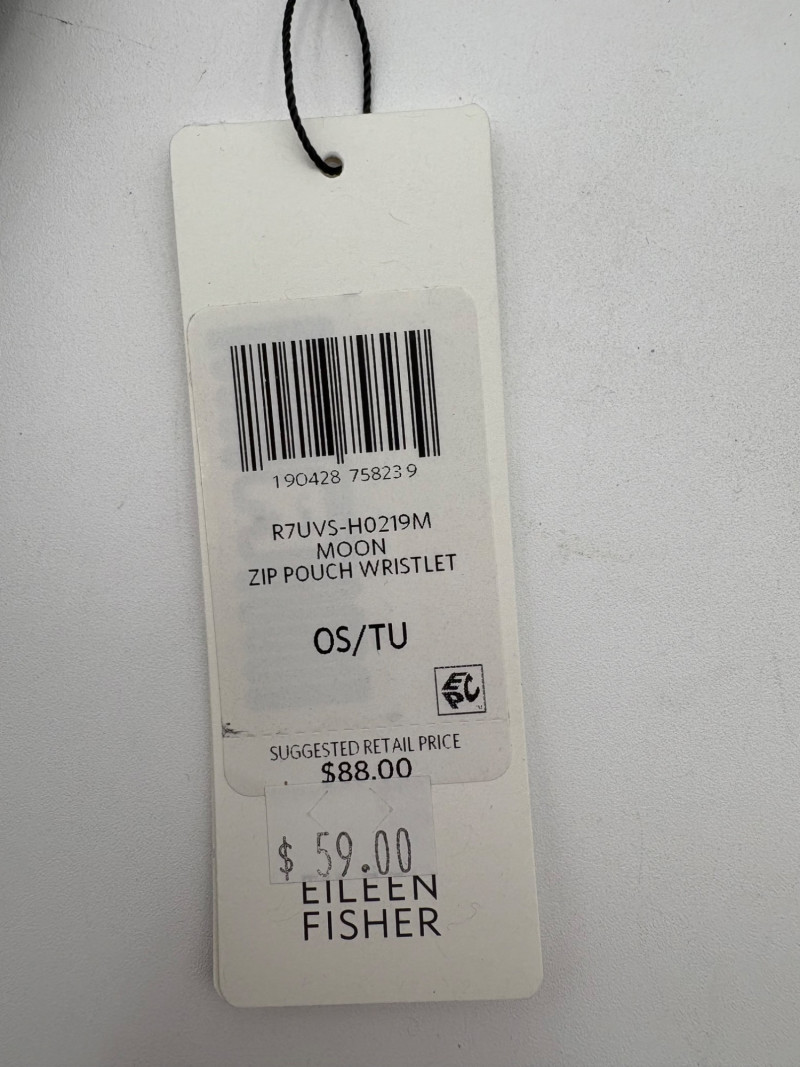 190428 758239
R7UVS-H0219M
MOON
ZIP POUCH WRISTLET
OS/TU
EPC
SUGGESTED RETAIL PRICE
$88.00
$ 59.00
EILEEN
FISHER